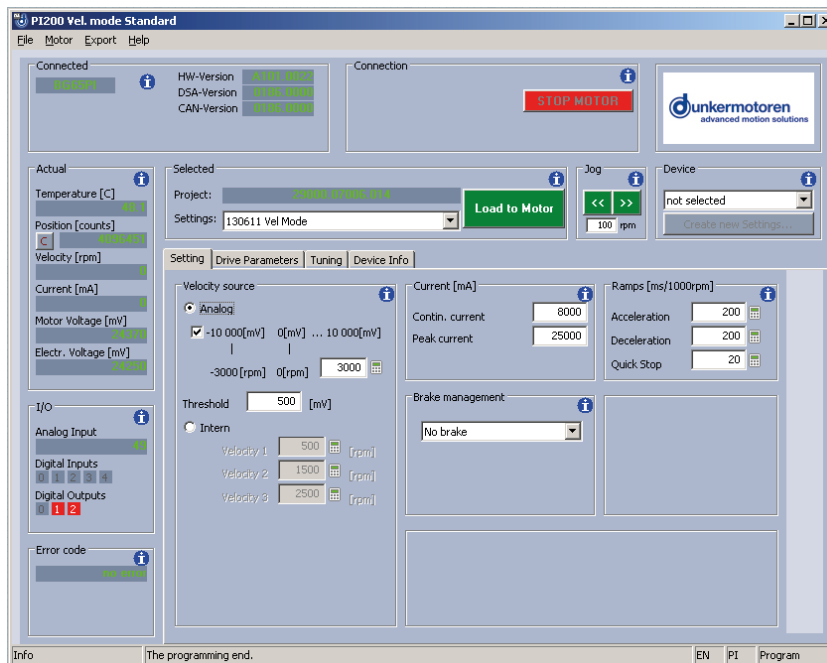 PI200 Vel. mode Standard
File Motor Export Help
Connected
BG65PI
HW-Version
DSA-Version
CAN-Version
Connection
STOP MOTOR
dunkermotoren
advanced motion solutions
Actual
Temperature [C]
Position [counts]
C
Velocity [rpm]
0
Current [mA]
0
Motor Voltage [mV]
Electr. Voltage [mV]
Selected
Project:
Settings: 130611 Vel Mode
Load to Motor
Jog
<< >>
100 rpm
Device
not selected
Create new Settings...
Setting Drive Parameters Tuning Device Info
Velocity source
Analog
-10 000[mV] 0[mV] ... 10 000[mV]
-3000 [rpm] 0[rpm] 3000
Threshold 500 [mV]
Intern
Velocity 1 500 [rpm]
Velocity 2 1500 [rpm]
Velocity 3 2500 [rpm]
Current [mA]
Contin. current 8000
Peak current 25000
Ramps [ms/1000rpm]
Acceleration 200
Deceleration 200
Quick Stop 20
Brake management
No brake
I/O
Analog Input
Digital Inputs
0 1 2 3 4
Digital Outputs
0 1 2
Error code
no error
Info The programming end. EN PI Program